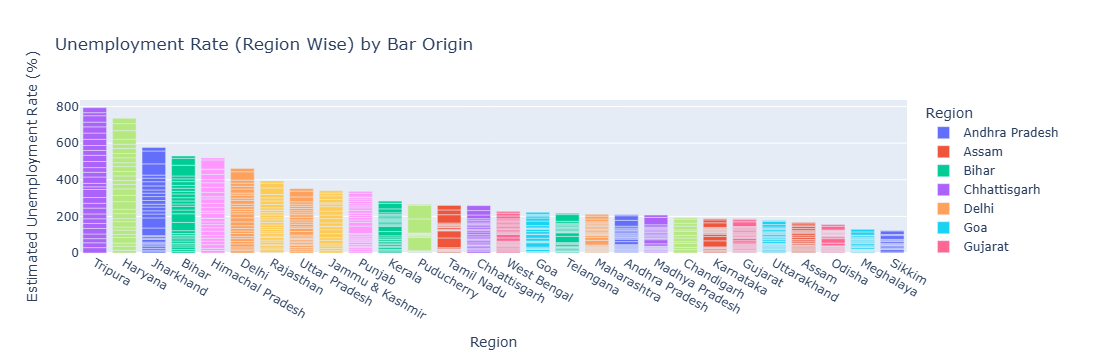 Unemployment Rate (Region Wise) by Bar Origin
Estimated Unemployment Rate (%)
800
600
400
200
0
Tripura
Haryana
Jharkhand
Bihar
Himachal Pradesh
Delhi
Rajasthan
Uttar Pradesh
Jammu & Kashmir
Punjab
Kerala
Puducherry
Tamil Nadu
Chhattisgarh
West Bengal
Goa
Telangana
Maharashtra
Andhra Pradesh
Madhya Pradesh
Chandigarh
Karnataka
Gujarat
Uttarakhand
Assam
Odisha
Meghalaya
Sikkim
Region
Region
Andhra Pradesh
Assam
Bihar
Chhattisgarh
Delhi
Goa
Gujarat